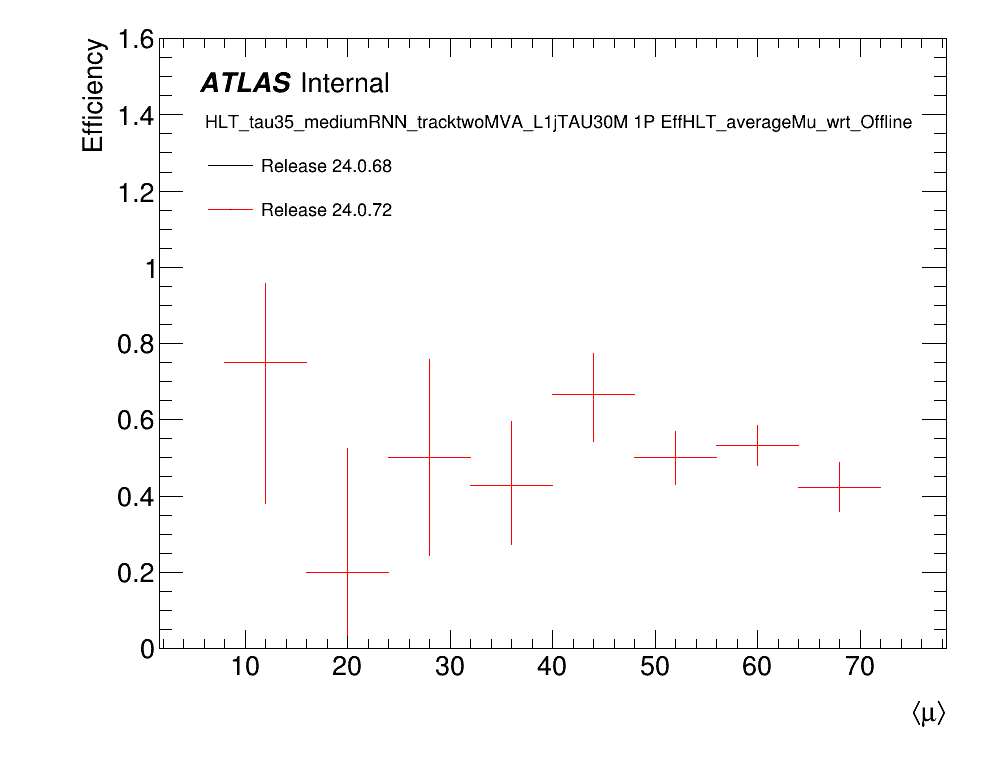 Efficiency
1.6
1.4
1.2
1
0.8
0.6
0.4
0.2
0
ATLAS Internal
HLT_tau35_mediumRNN_tracktwoMVA_L1jTAU30M 1P EffHLT_averageMu_wrt_Offline
Release 24.0.68
Release 24.0.72
10 20 30 40 50 60 70
⟨μ⟩